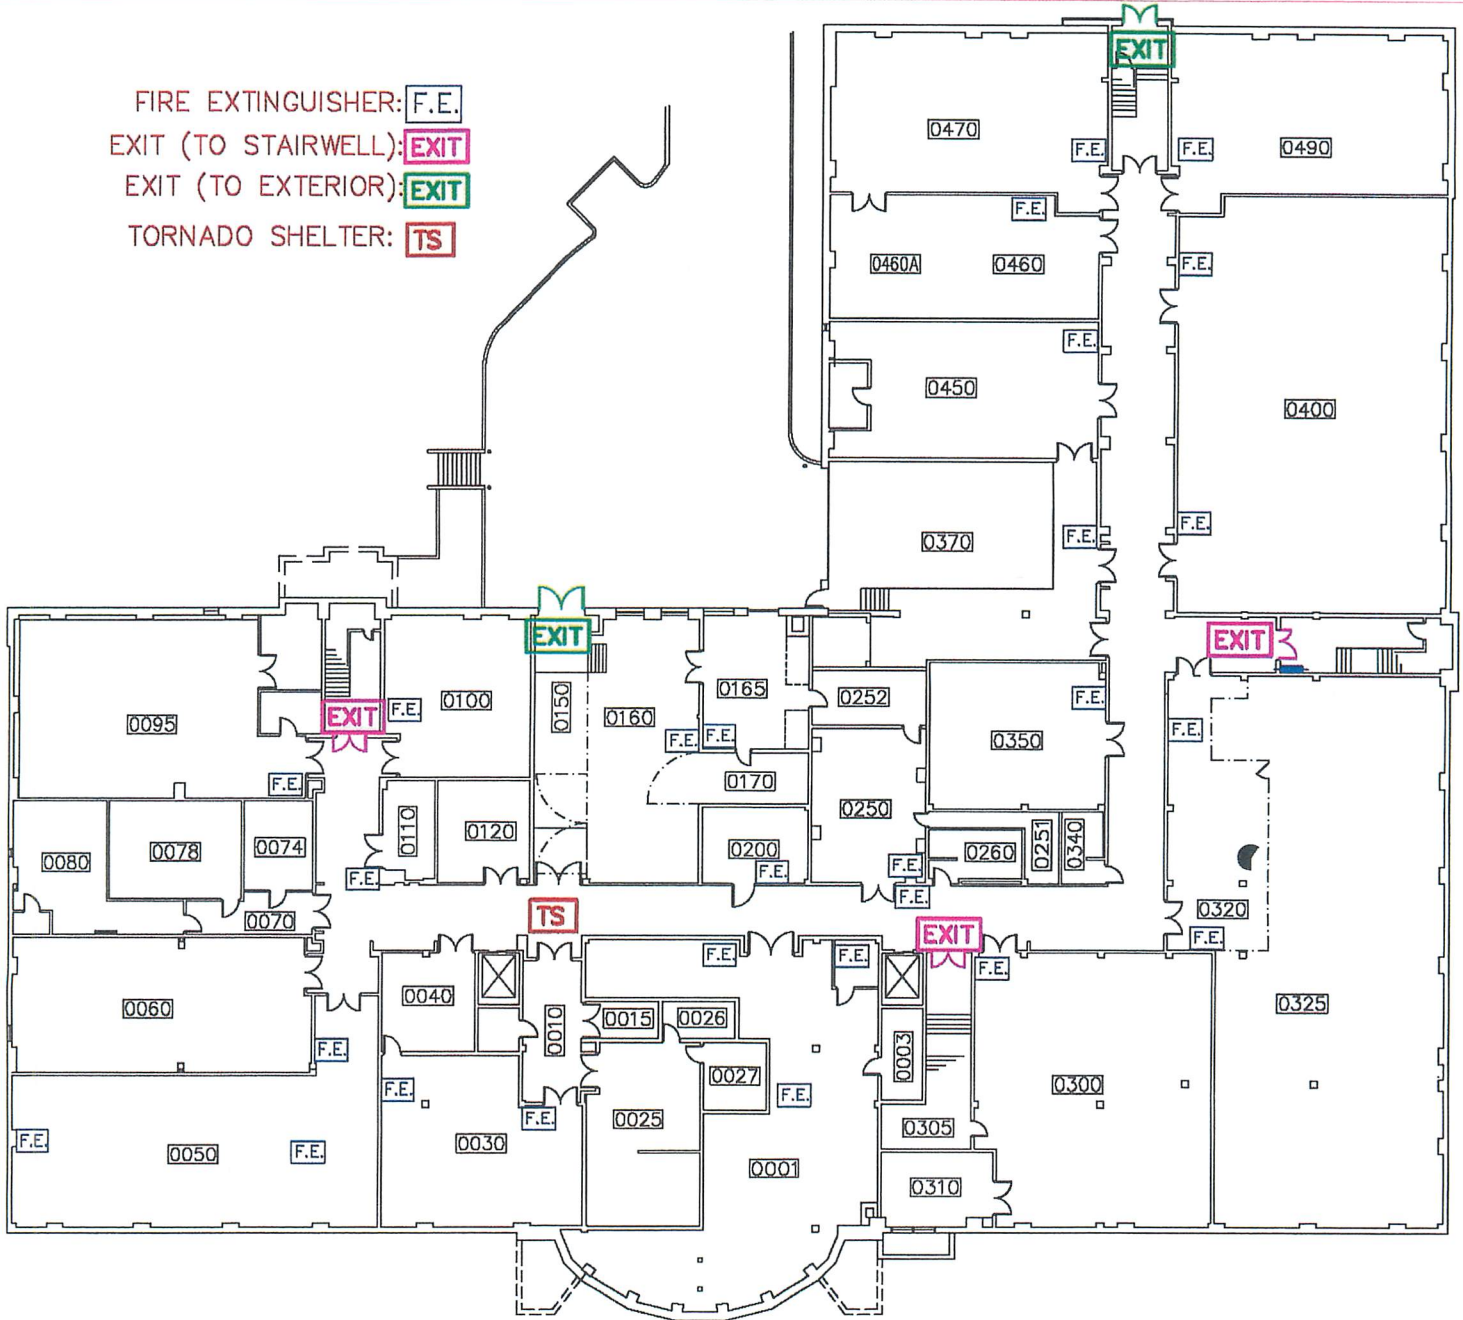 FIRE EXTINGUISHER: F.E.
EXIT (TO STAIRWELL): EXIT
EXIT (TO EXTERIOR): EXIT
TORNADO SHELTER: TS
EXIT
0470
F.E.
F.E.
0490
F.E.
0460A
0460
F.E.
F.E.
0450
0400
F.E.
F.E.
0370
EXIT
EXIT
0095
EXIT
F.E.
0100
0150
0160
F.E.
F.E.
0165
0252
F.E.
0350
F.E.
F.E.
0170
0080
0078
0074
0110
0120
0200
F.E.
0250
F.E.
0260
0251
0340
F.E.
F.E.
0070
TS
EXIT
0320
F.E.
F.E.
F.E.
F.E.
0060
0040
0010
0015
0026
0003
0325
F.E.
F.E.
0027
F.E.
0300
F.E.
F.E.
0050
F.E.
0030
0025
0001
0305
0310